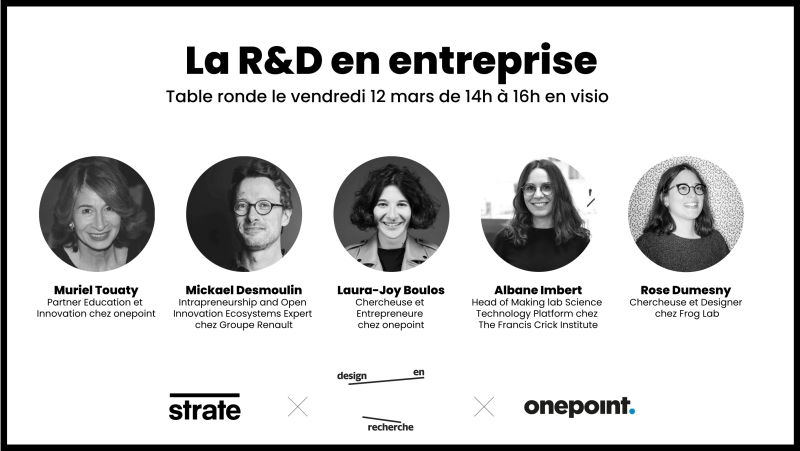 La R&D en entreprise
Table ronde le vendredi 12 mars de 14h à 16h en visio
Muriel Touaty
Partner Education et
Innovation chez onepoint
Mickael Desmoulin
Intrapreneurship and Open
Innovation Ecosystems Expert
chez Groupe Renault
Laura-Joy Boulos
Chercheuse et
Entrepreneure
chez onepoint
Albane Imbert
Head of Making lab Science
Technology Platform chez
The Francis Crick Institute
Rose Dumesny
Chercheuse et Designer
chez Frog Lab
strate
design en
recherche
onepoint.